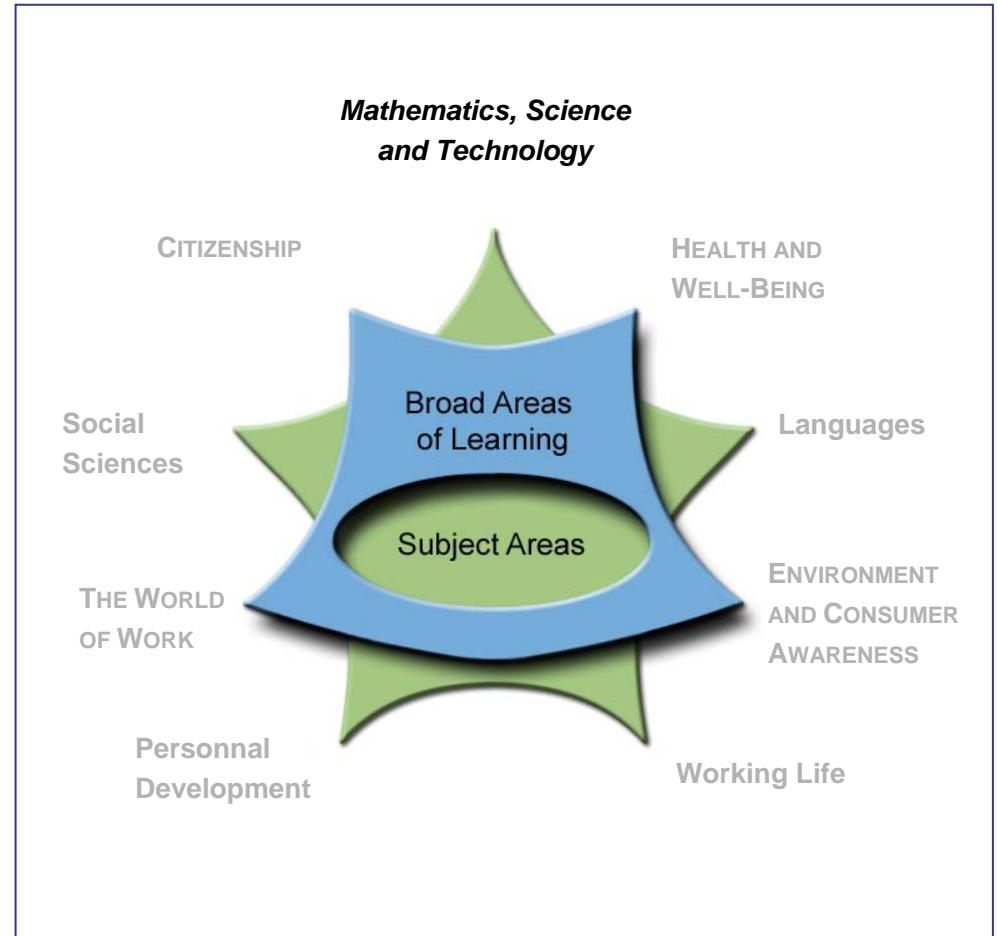 Mathematics, Science
and Technology
CITIZENSHIP
HEALTH AND
WELL-BEING
Broad Areas
of Learning
Social
Sciences
Languages
Subject Areas
THE WORLD
OF WORK
ENVIRONMENT
AND CONSUMER
AWARENESS
Personnal
Development
Working Life